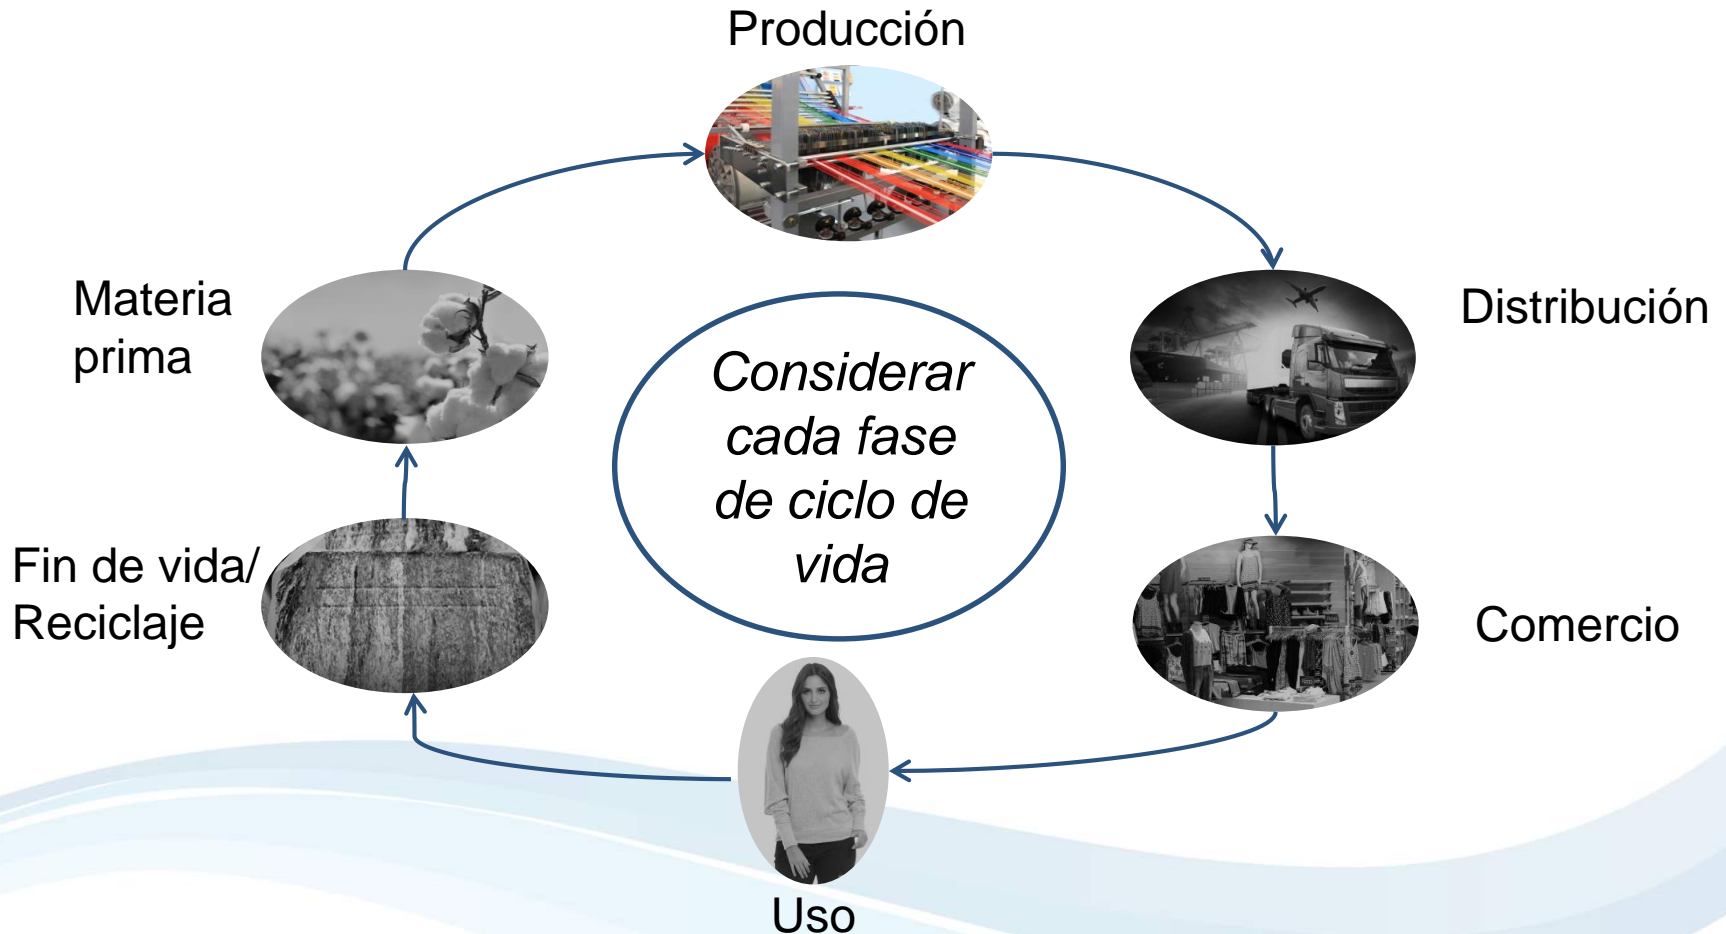 Producción
Materia
prima
Distribución
Considerar
cada fase
de ciclo de
vida
Fin de vida/
Reciclaje
Comercio
Uso